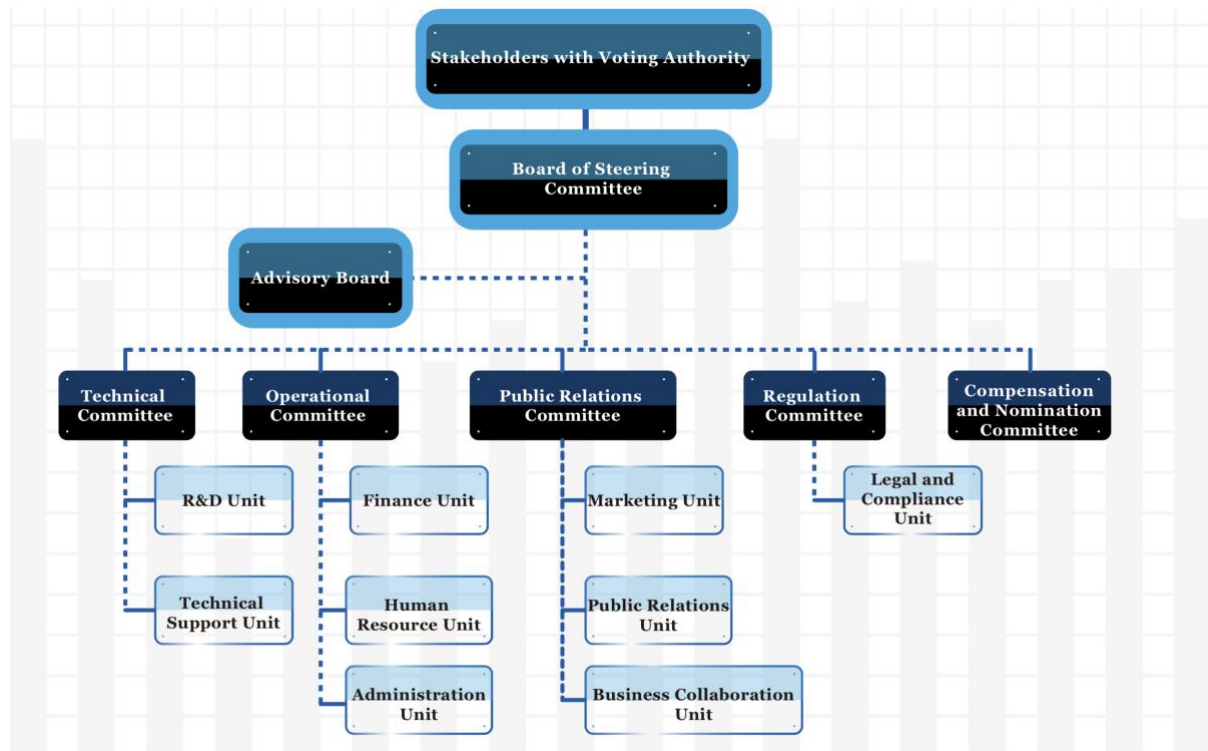 Stakeholders with Voting Authority
Board of Steering
Committee
Advisory Board
Technical
Committee
Operational
Committee
Public Relations
Committee
Regulation
Committee
Compensation
and Nomination
Committee
R&D Unit
Finance Unit
Marketing Unit
Legal and
Compliance
Unit
Technical
Support Unit
Human
Resource Unit
Public Relations
Unit
Administration
Unit
Business Collaboration
Unit